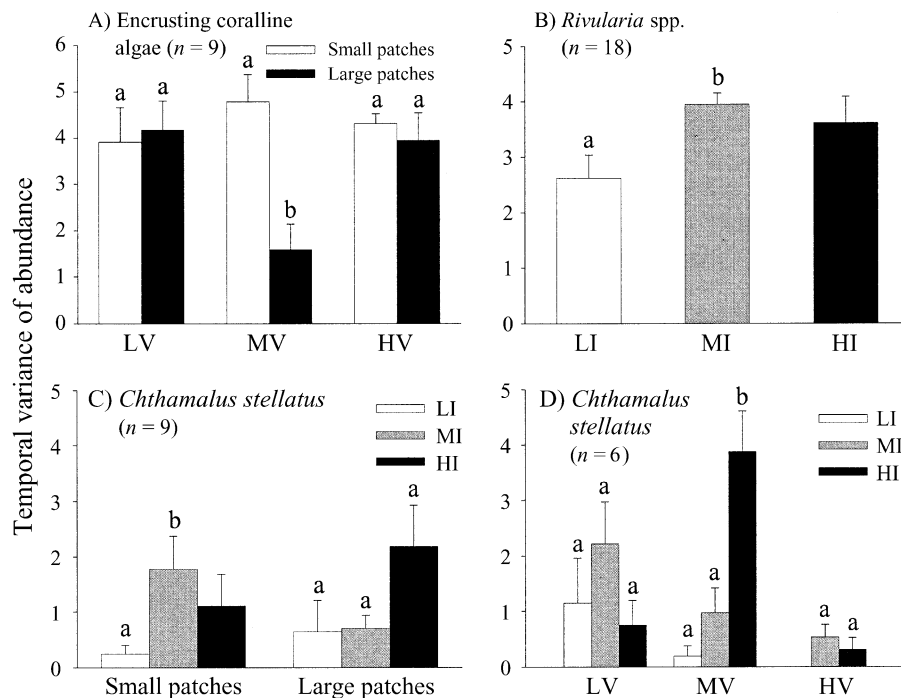 Temporal variance of abundance
A) Encrusting coralline
algae (n = 9)
Small patches
Large patches
6
5
4
3
2
1
0
a
a
a
b
a
a
LV
MV
HV
B) Rivularia spp.
(n = 18)
5
4
3
2
1
0
a
b
LI
MI
HI
C) Chthamalus stellatus
(n = 9)
LI
MI
HI
5
4
3
2
1
0
a
b
a
a
a
Small patches
Large patches
D) Chthamalus
stellatus
(n = 6)
LI
MI
HI
5
4
3
2
1
0
a
a
a
a
a
b
a
a
LV
MV
HV